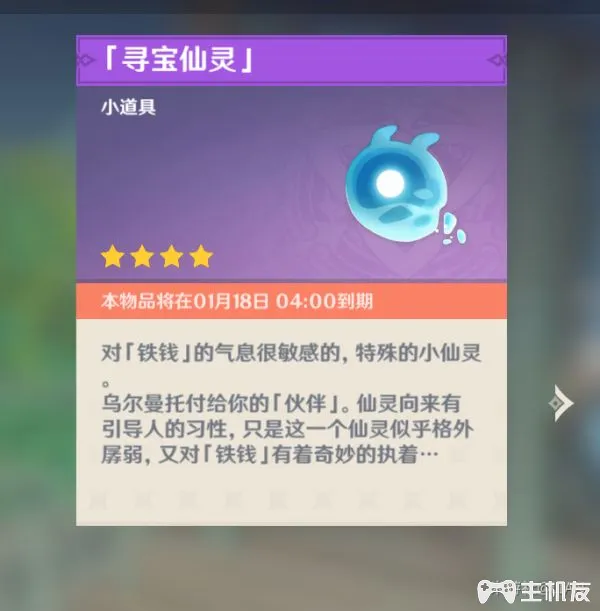 「寻宝仙灵」
小道具
本物品将在01月18日 04:00到期
对「铁钱」的气息很敏感的，特殊的小仙灵
。
乌尔曼托付给你的「伙伴」。仙灵向来有
引导人的习性，只是这一个仙灵似乎格外
孱弱，又对「铁钱」有着奇妙的执着…
主机友